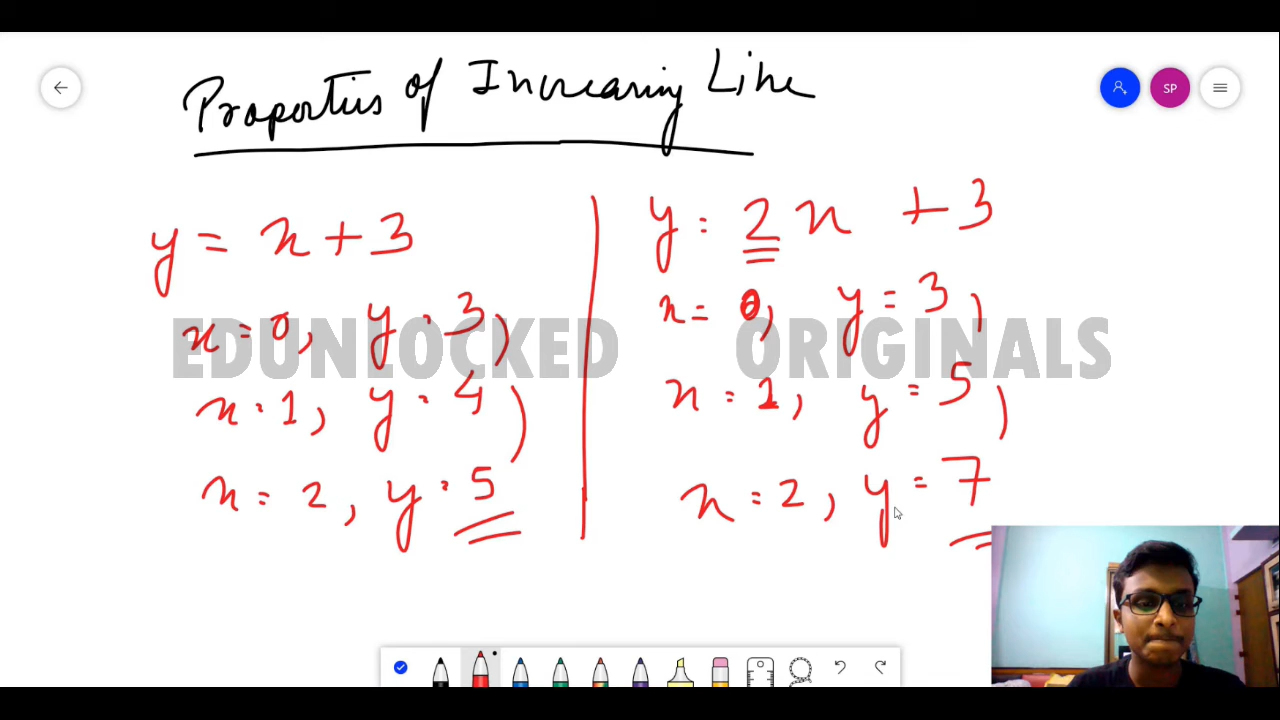 Properties of Increasing Line
SP
y = x + 3
x = 0, y = 3,
x = 1, y = 4,
x = 2, y = 5
y = 2x + 3
x = 0, y = 3,
x = 1, y = 5,
x = 2, y = 7
EDUNLOCKED ORIGINALS